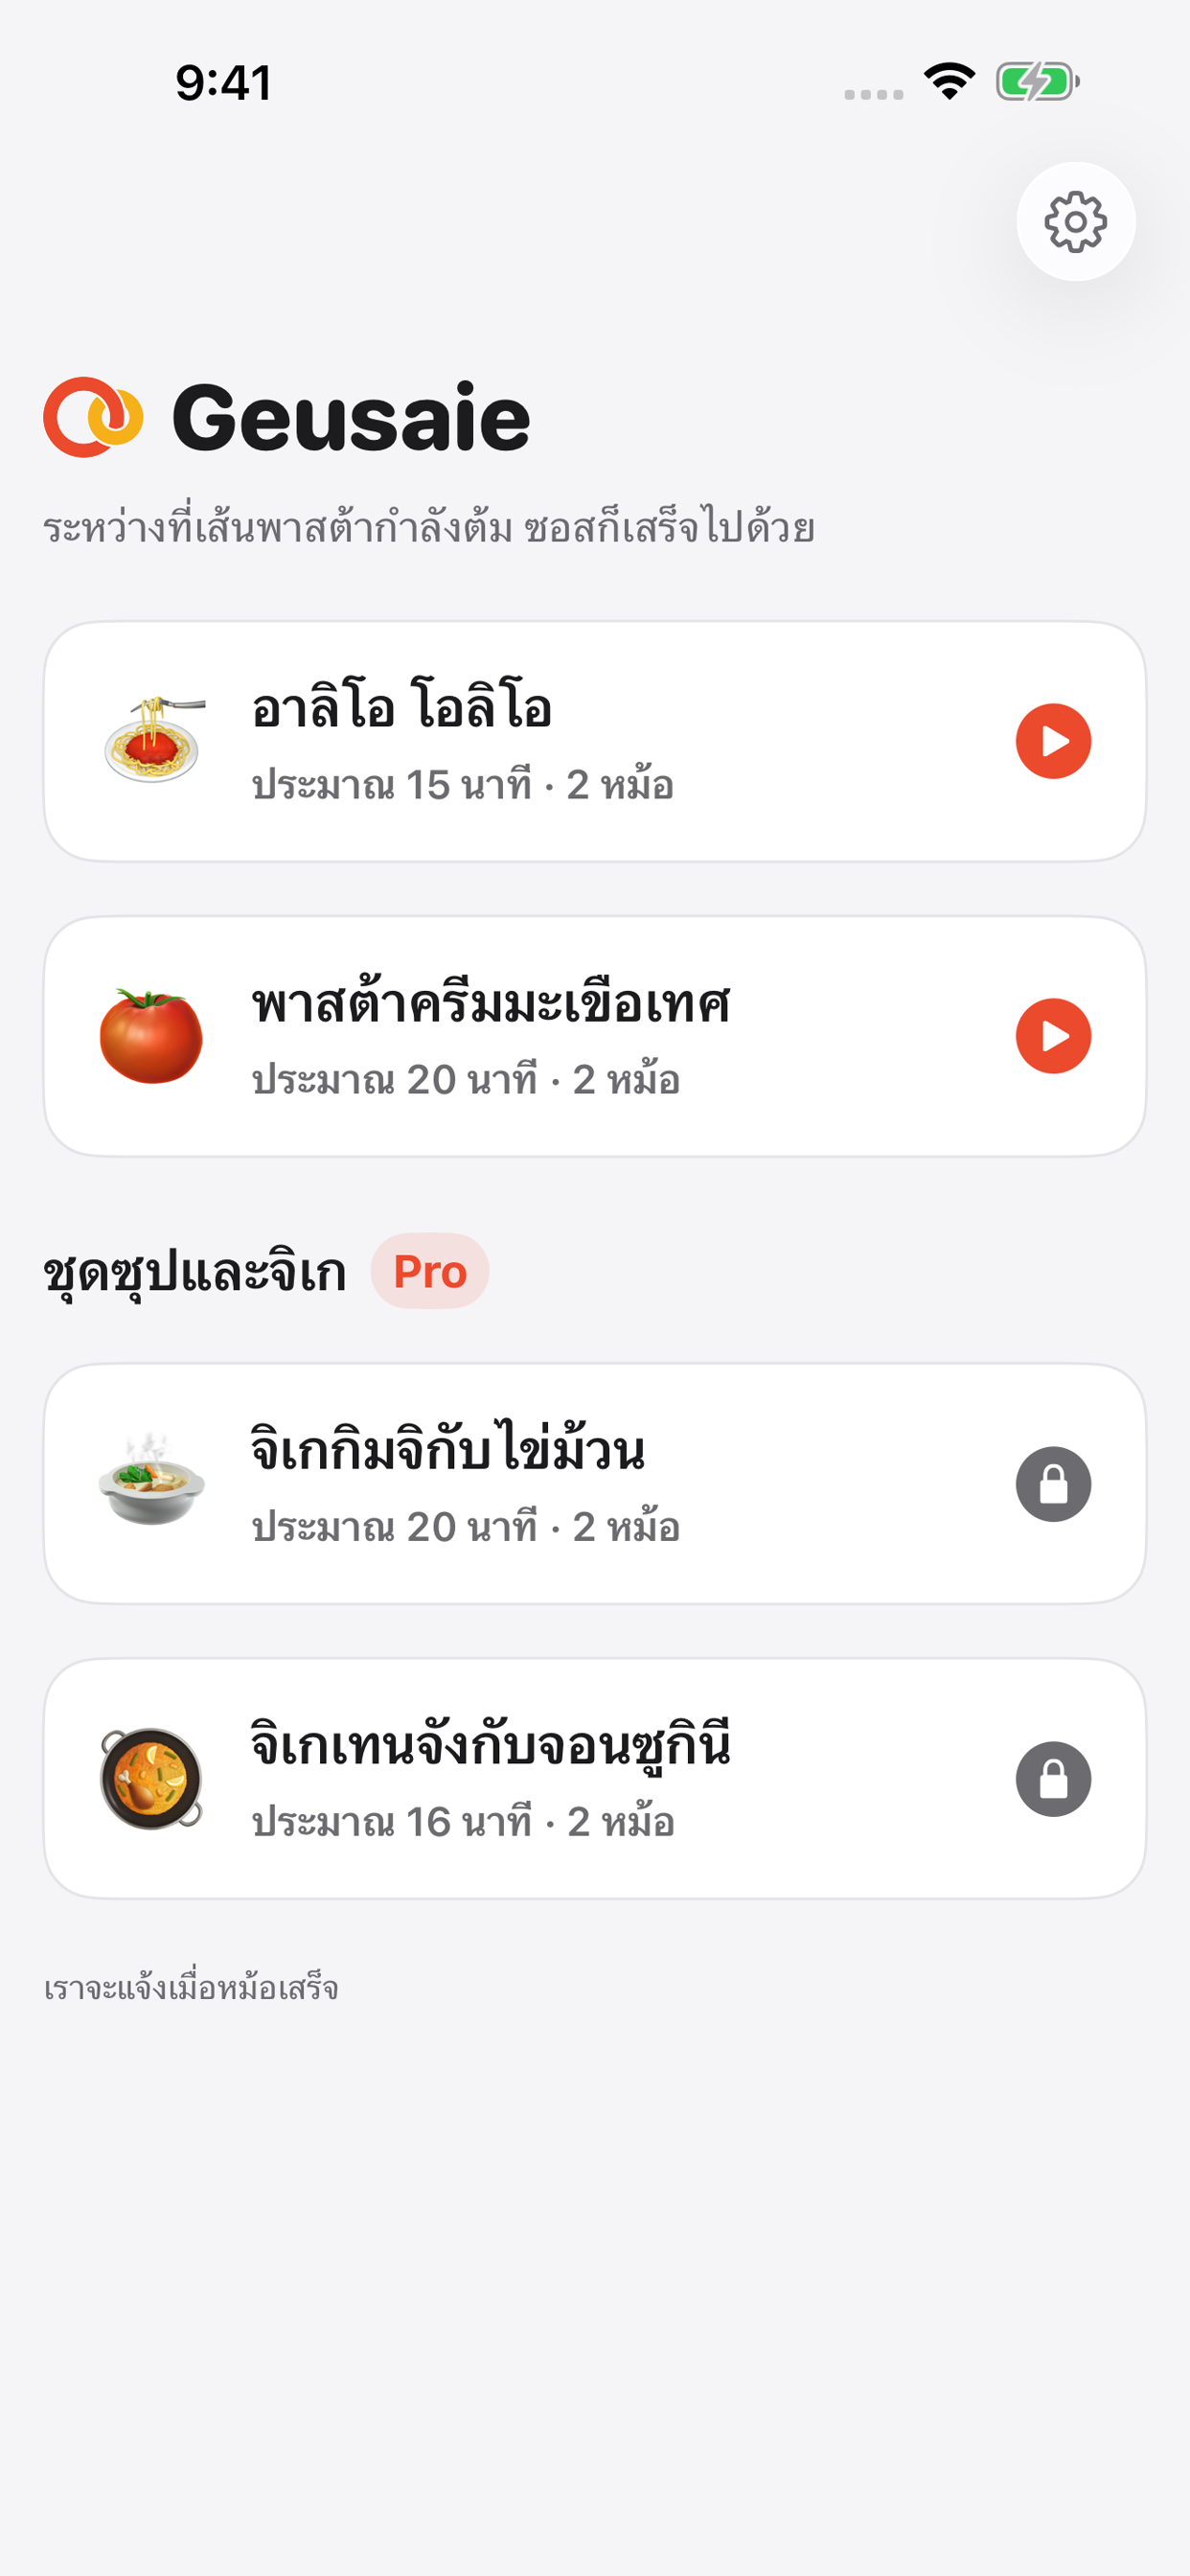 9:41
Geusaie
ระหว่างที่เส้นพาสต้ากำลังต้ม ซอสก็เสร็จไปด้วย
อาลิโอ โอลิโอ
ประมาณ 15 นาที · 2 หม้อ
พาสต้าครีมมะเขือเทศ
ประมาณ 20 นาที · 2 หม้อ
ชุดซุปและจิเก Pro
จิเกกิมจิกับไข่ม้วน
ประมาณ 20 นาที · 2 หม้อ
จิเกเทนจังกับจอนซูกินี
ประมาณ 16 นาที · 2 หม้อ
เราจะแจ้งเมื่อหม้อเสร็จ